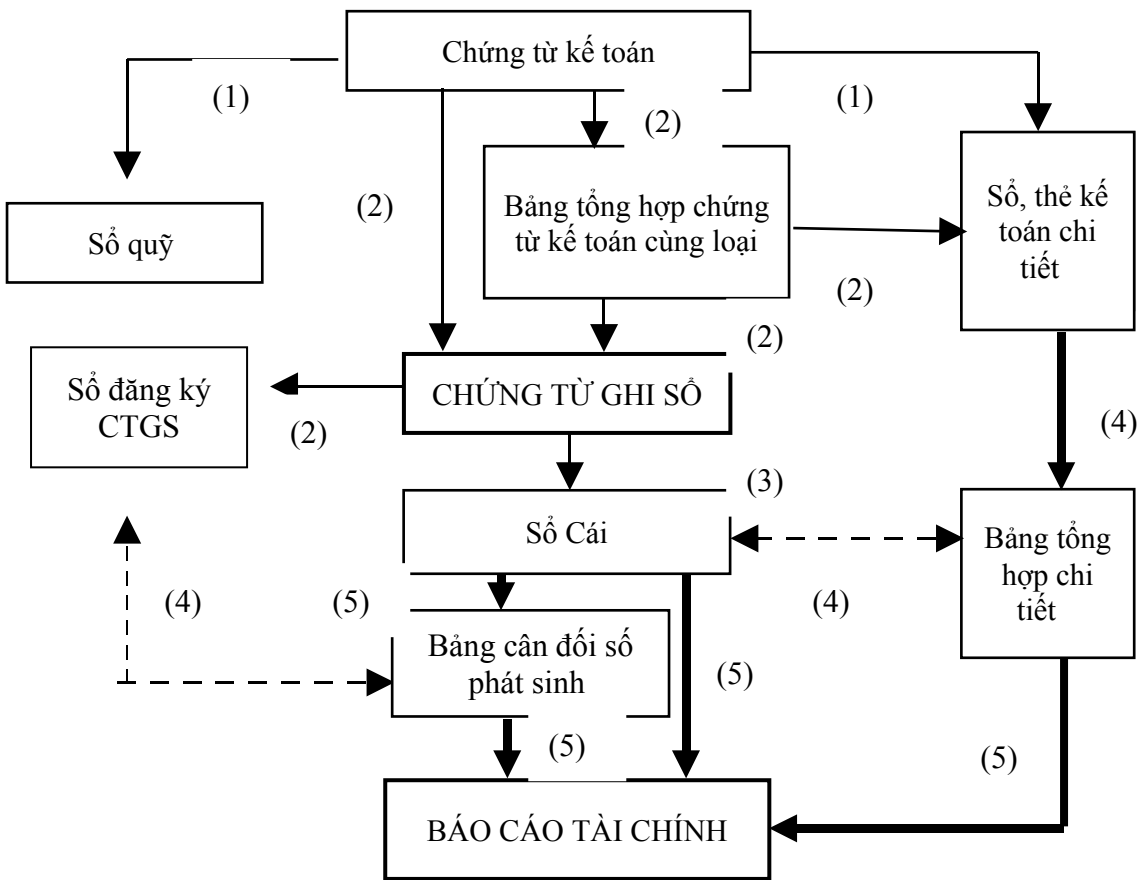 Chứng từ kế toán
(1)
(1)
(2)
(2)
Sổ quỹ
Bảng tổng hợp chứng
từ kế toán cùng loại
Sổ, thẻ kế
toán chi
tiết
(2)
(2)
Sổ đăng ký
CTGS
(2)
CHỨNG TỪ GHI SỔ
(4)
(3)
Sổ Cái
Bảng tổng
hợp chi
tiết
(4)
(5)
(4)
Bảng cân đối số
phát sinh
(5)
(5)
(5)
BÁO CÁO TÀI CHÍNH